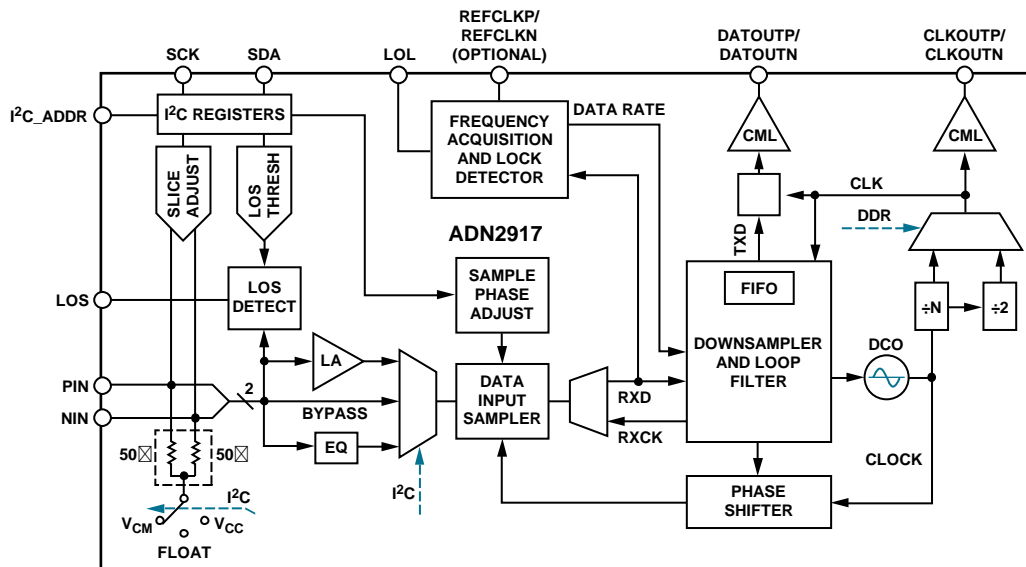 REFCLKP/
REFCLKN
(OPTIONAL)
DATOUTP/
DATOUTN
CLKOUTP/
CLKOUTN
SCK
SDA
LOL
I²C_ADDR
I²C REGISTERS
FREQUENCY
ACQUISITION
AND LOCK
DETECTOR
DATA RATE
CML
CML
SLICE
ADJUST
LOS
THRESH
CLK
DDR
TXD
ADN2917
LOS
LOS
DETECT
SAMPLE
PHASE
ADJUST
FIFO
÷N
÷2
DOWNSAMPLER
AND LOOP
FILTER
DCO
LA
PIN
NIN
2
BYPASS
DATA
INPUT
SAMPLER
RXD
RXCK
EQ
50
50
I²C
I²C
CLOCK
PHASE
SHIFTER
VCM
VCC
FLOAT